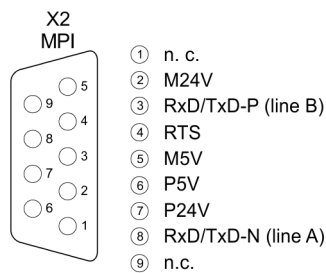 X2
MPI
5
9
4
8
3
7
2
6
1
1 n. c.
2 M24V
3 RxD/TxD-P (line B)
4 RTS
5 M5V
6 P5V
7 P24V
8 RxD/TxD-N (line A)
9 n.c.